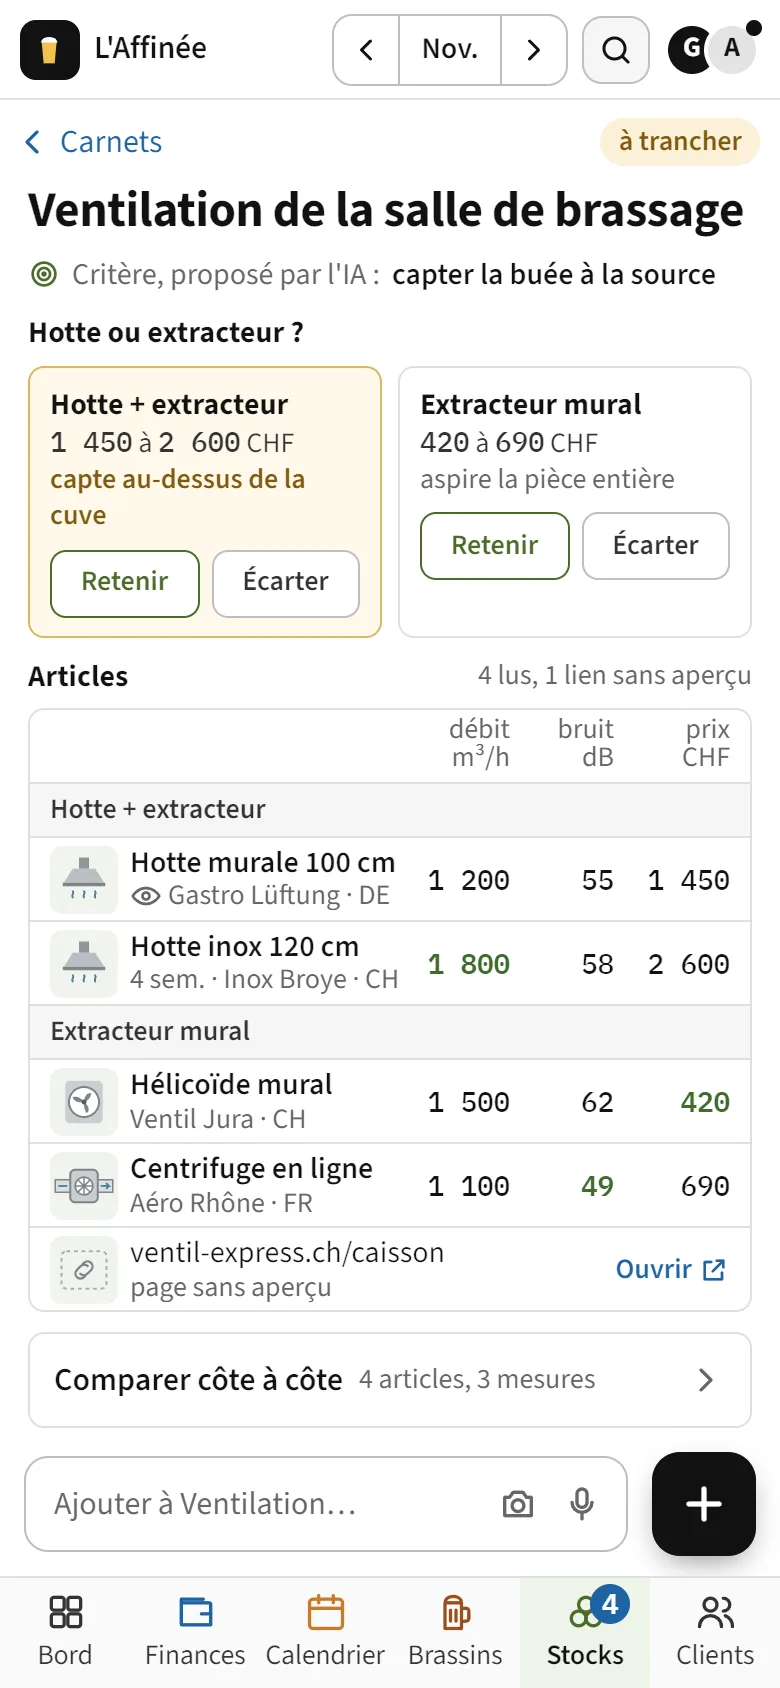 L'Affinée
Nov.
G
A
Carnets
à trancher
Ventilation de la salle de brassage
Critère, proposé par l'IA : capter la buée à la source
Hotte ou extracteur ?
Hotte + extracteur
1 450 à 2 600 CHF
capte au-dessus de la
cuve
Retenir
Écarter
Extracteur mural
420 à 690 CHF
aspire la pièce entière
Retenir
Écarter
Articles
4 lus, 1 lien sans aperçu
débit
m³/h
bruit
dB
prix
CHF
Hotte + extracteur
Hotte murale 100 cm
Gastro Lüftung · DE
1 200
55
1 450
Hotte inox 120 cm
4 sem. · Inox Broye · CH
1 800
58
2 600
Extracteur mural
Hélicoïde mural
Ventil Jura · CH
1 500
62
420
Centrifuge en ligne
Aéro Rhône · FR
1 100
49
690
ventil-express.ch/caisson
page sans aperçu
Ouvrir
Comparer côte à côte
4 articles, 3 mesures
Ajouter à Ventilation…
Bord
Finances
Calendrier
Brassins
4
Stocks
Clients